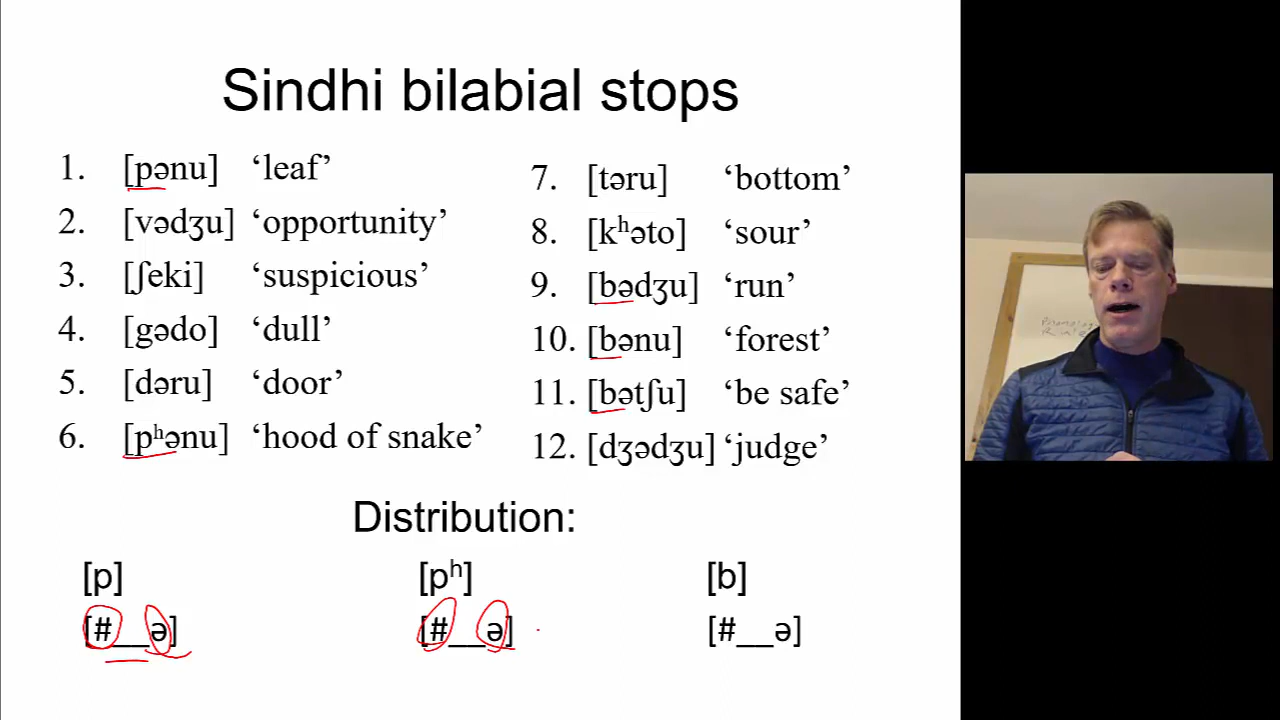 Sindhi bilabial stops
1. [pənu] ‘leaf’
2. [vədʒu] ‘opportunity’
3. [ʃeki] ‘suspicious’
4. [gədo] ‘dull’
5. [dəru] ‘door’
6. [pʰənu] ‘hood of snake’
7. [təru] ‘bottom’
8. [kʰəto] ‘sour’
9. [bədʒu] ‘run’
10. [bənu] ‘forest’
11. [bətʃu] ‘be safe’
12. [dʒədʒu] ‘judge’
Distribution:
[p] [pʰ] [b]
[#__ə] [#__ə] [#__ə]